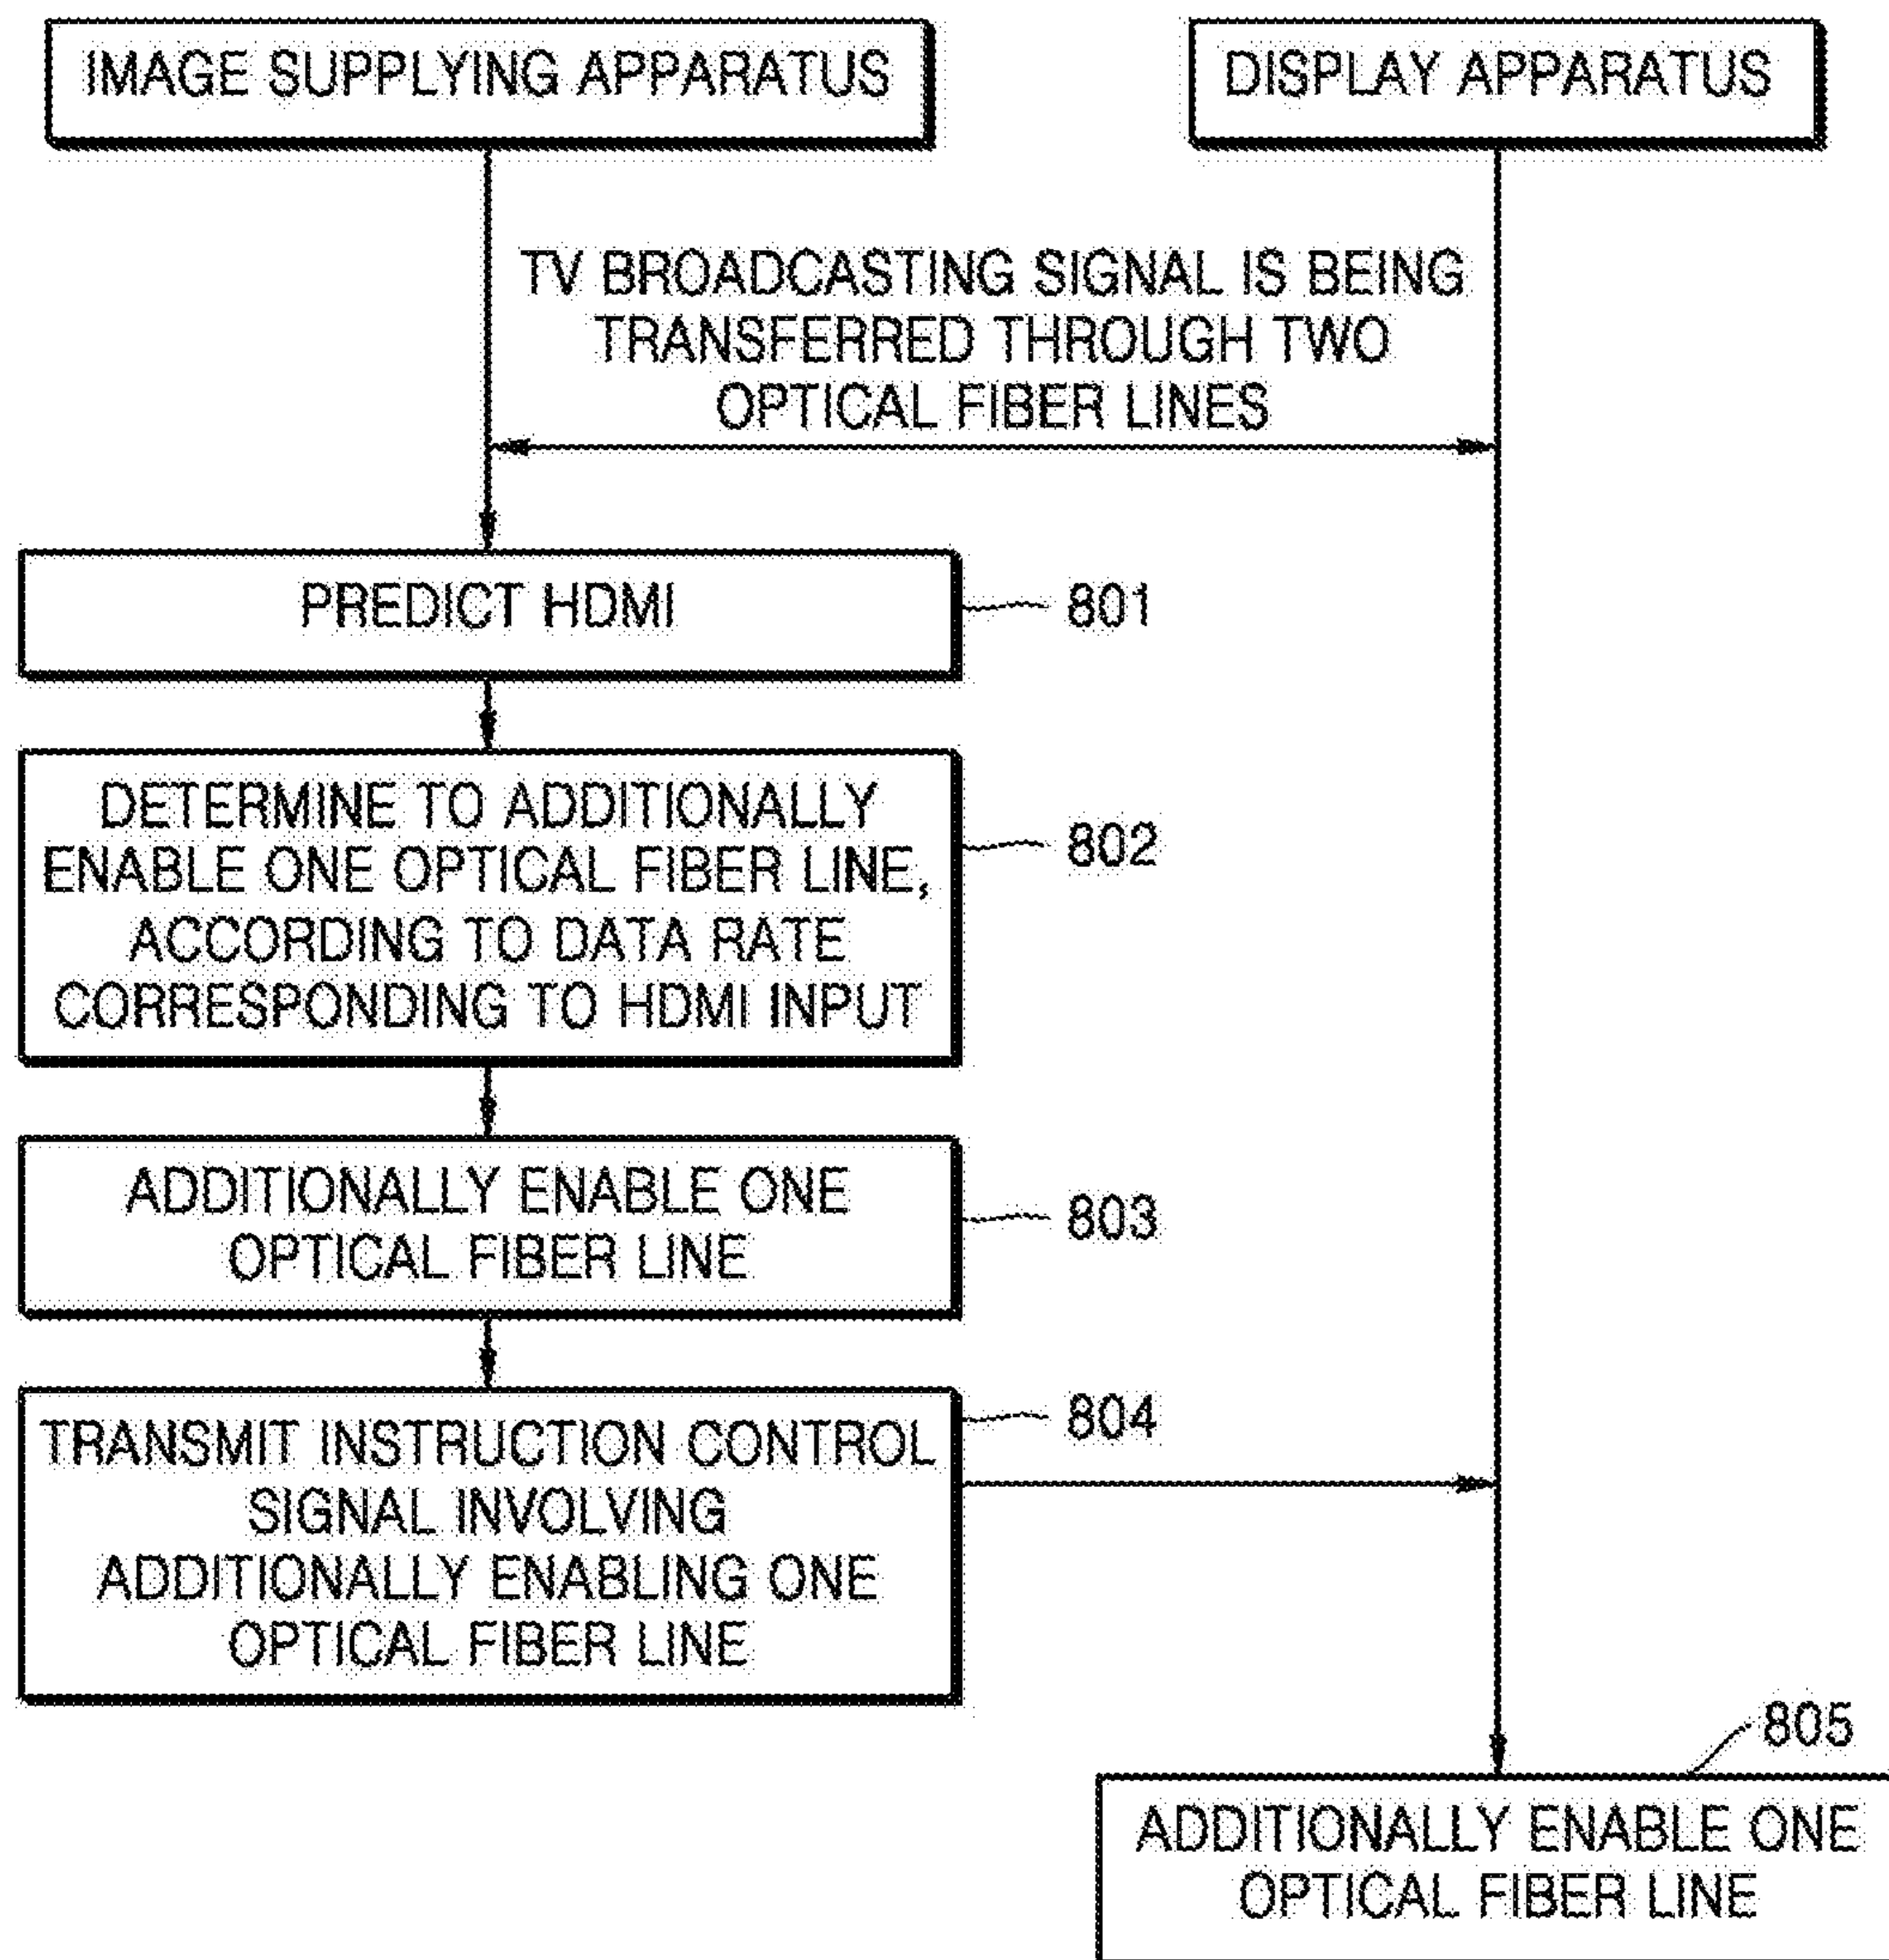 IMAGE SUPPLYING APPARATUS
DISPLAY APPARATUS
TV BROADCASTING SIGNAL IS BEING
TRANSFERRED THROUGH TWO
OPTICAL FIBER LINES
PREDICT HDMI
801
DETERMINE TO ADDITIONALLY
ENABLE ONE OPTICAL FIBER LINE,
ACCORDING TO DATA RATE
CORRESPONDING TO HDMI INPUT
802
ADDITIONALLY ENABLE ONE
OPTICAL FIBER LINE
803
TRANSMIT INSTRUCTION CONTROL
SIGNAL INVOLVING
ADDITIONALLY ENABLING ONE
OPTICAL FIBER LINE
804
805
ADDITIONALLY ENABLE ONE
OPTICAL FIBER LINE